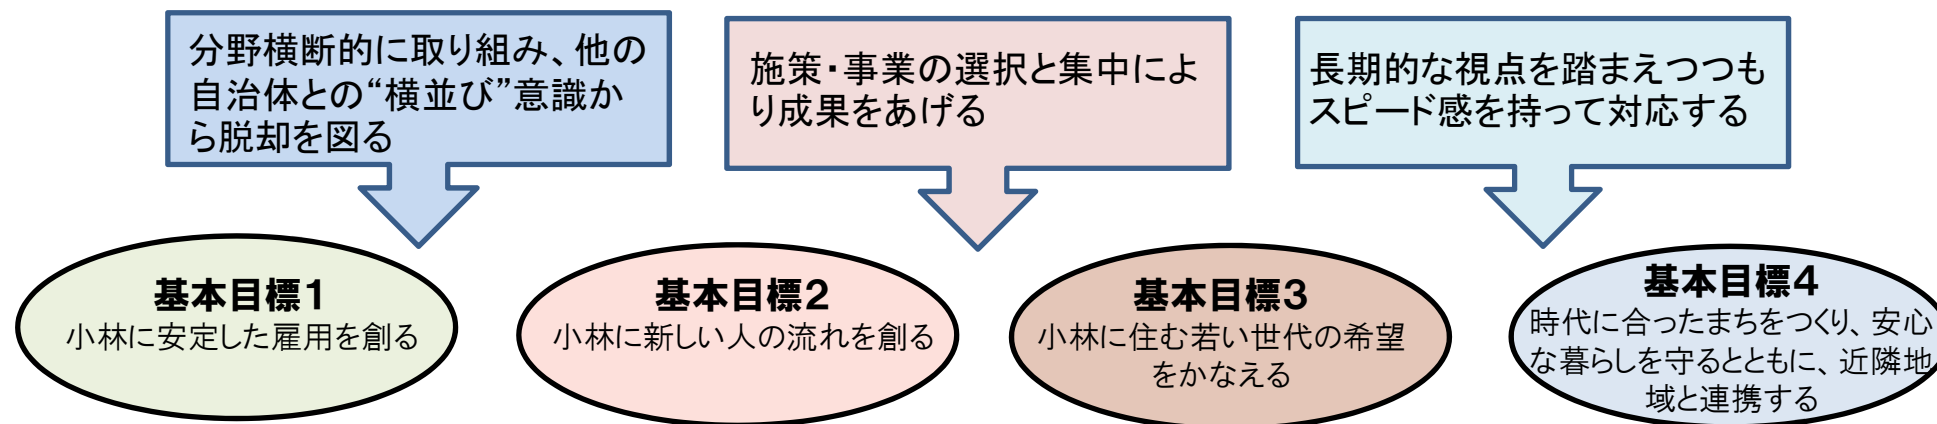 分野横断的に取り組み、他の
自治体との“横並び”意識か
ら脱却を図る
施策・事業の選択と集中によ
り成果をあげる
長期的な視点を踏まえつつも
スピード感を持って対応する
基本目標１
小林に安定した雇用を創る
基本目標２
小林に新しい人の流れを創る
基本目標３
小林に住む若い世代の希望
をかなえる
基本目標４
時代に合ったまちをつくり、安心
な暮らしを守るとともに、近隣地
域と連携する